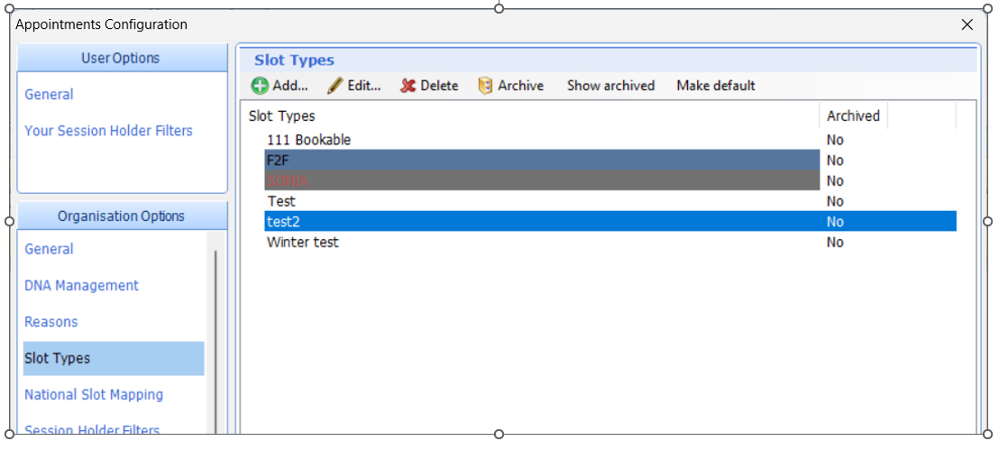 Appointments Configuration
User Options
General
Your Session Holder Filters
Organisation Options
General
DNA Management
Reasons
Slot Types
National Slot Mapping
Session Holder Filters
Slot Types
Add... Edit... Delete Archive Show archived Make default
Slot Types Archived
111 Bookable No
F2F No
SONIA No
Test No
test2 No
Winter test No